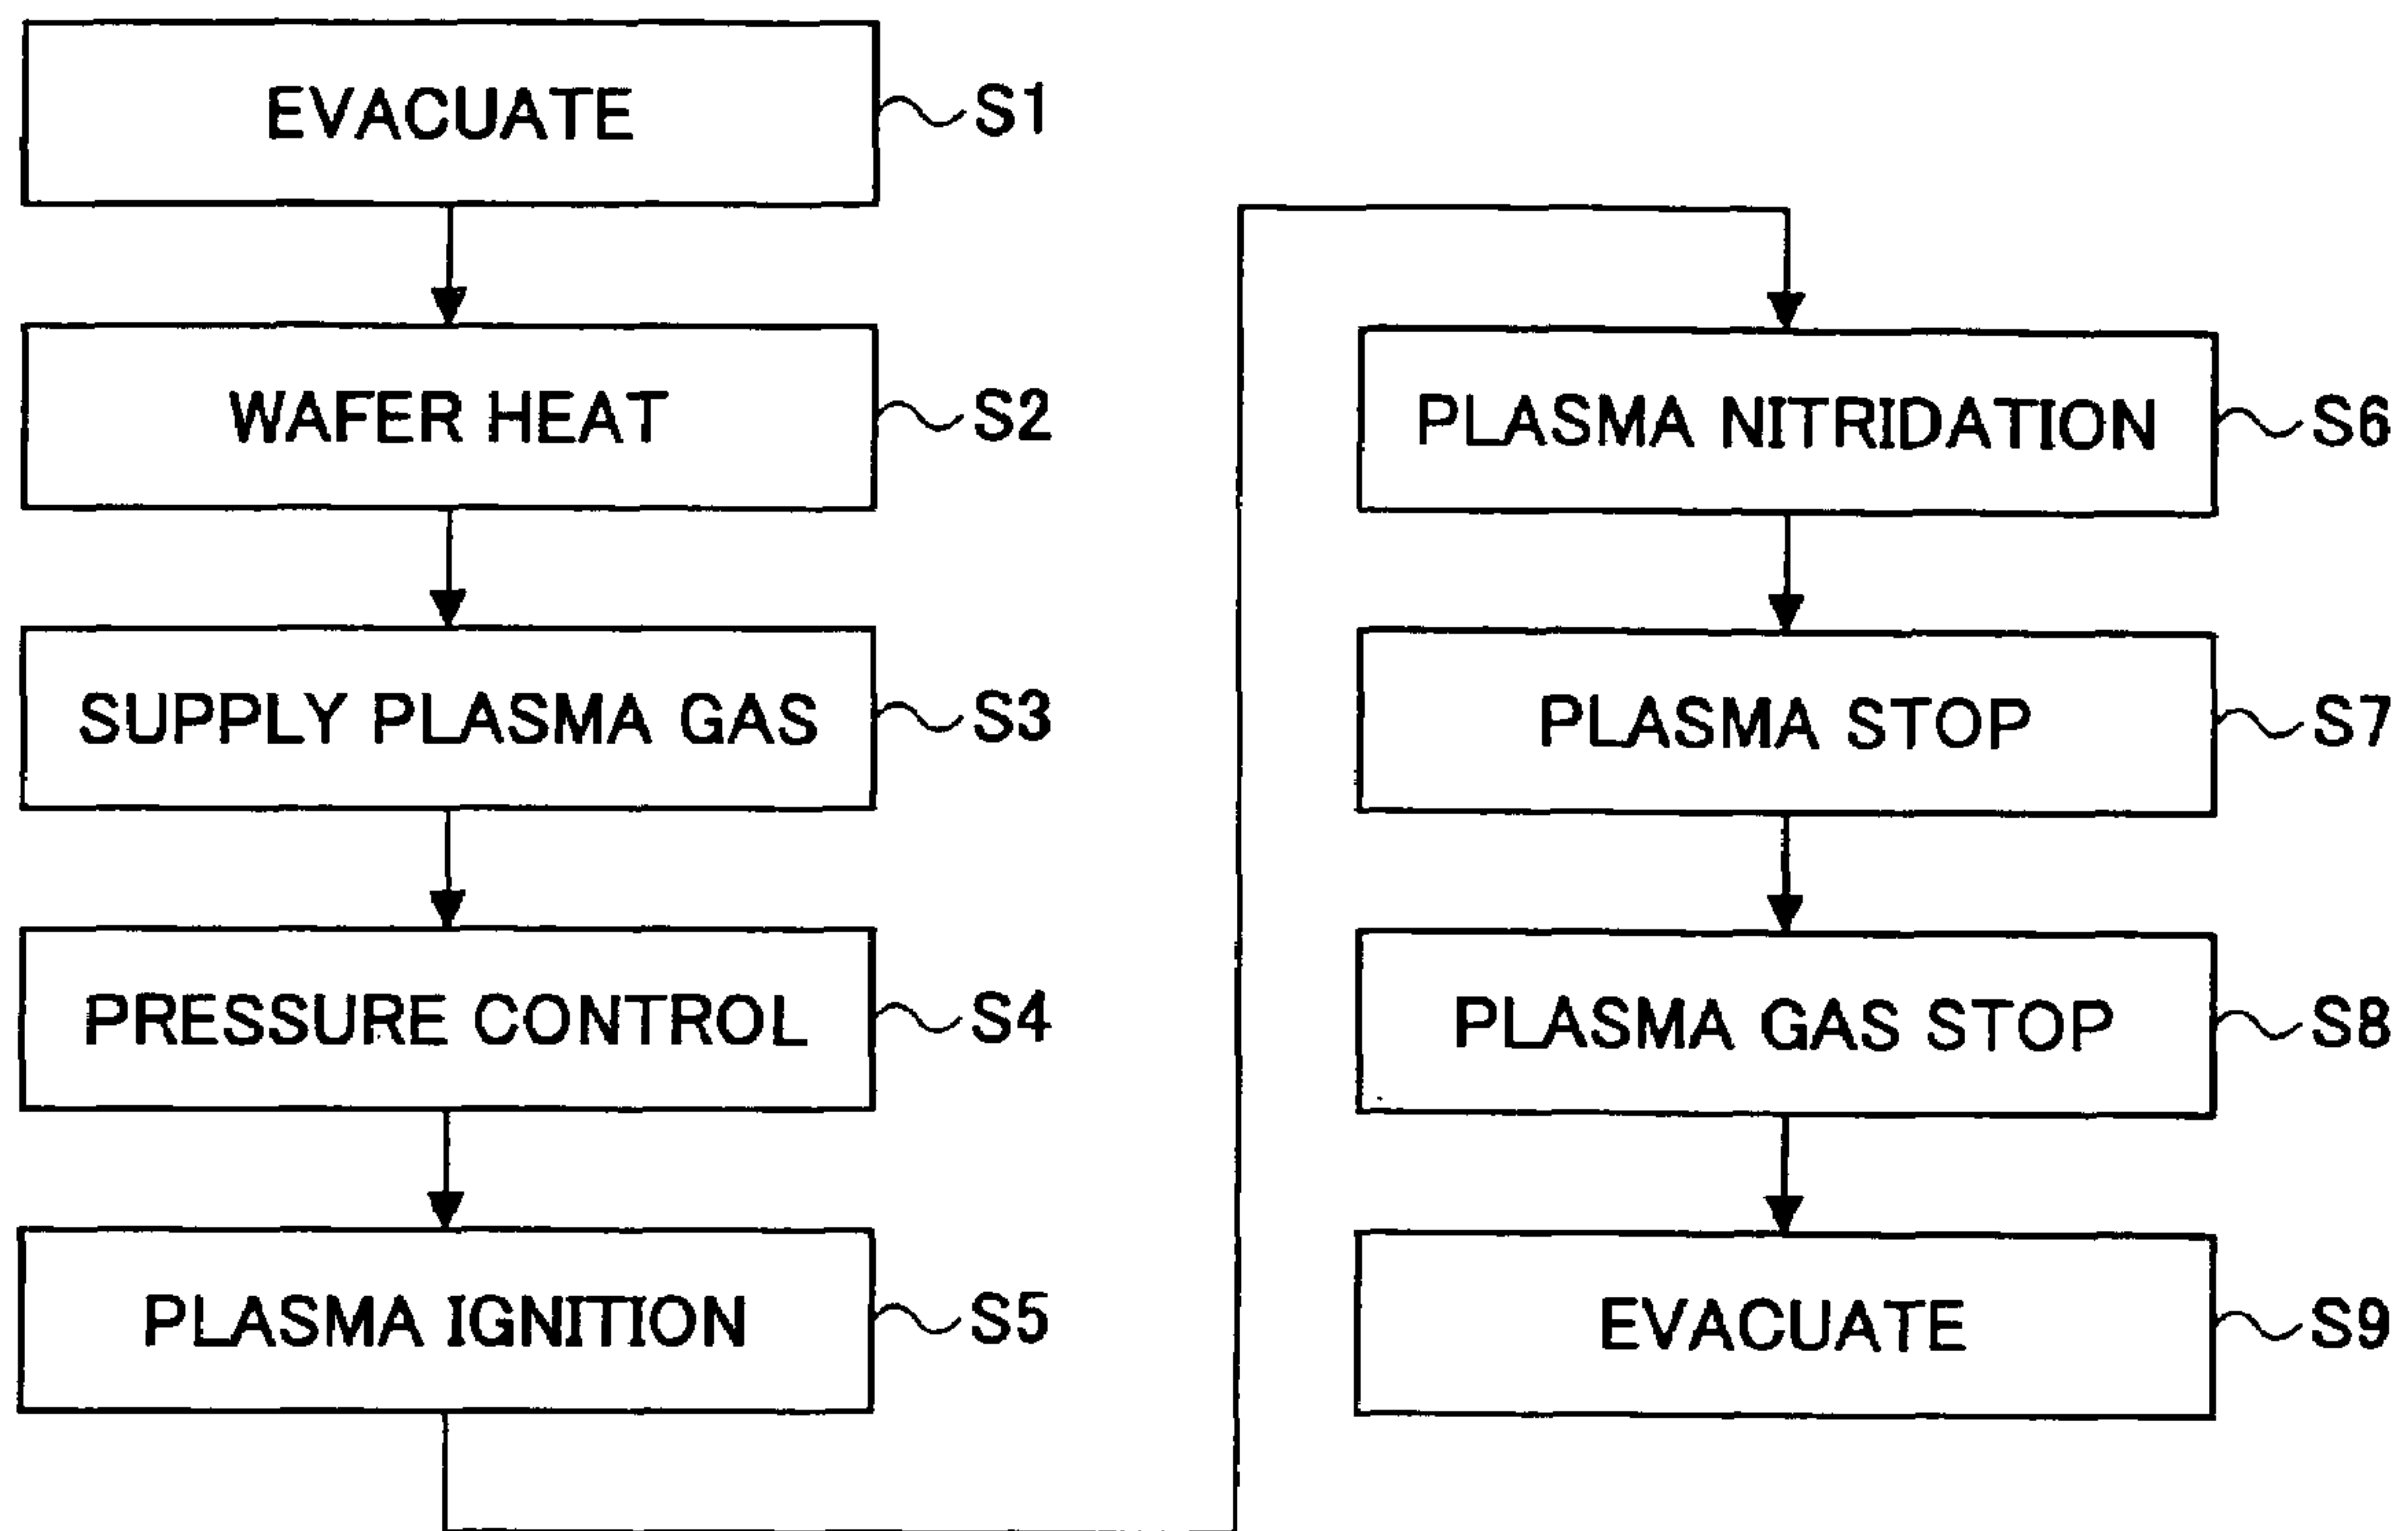 EVACUATE S1
WAFER HEAT S2
SUPPLY PLASMA GAS S3
PRESSURE CONTROL S4
PLASMA IGNITION S5
PLASMA NITRIDATION S6
PLASMA STOP S7
PLASMA GAS STOP S8
EVACUATE S9